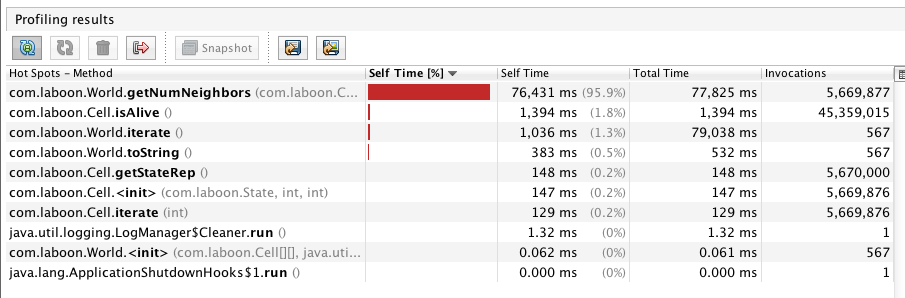 Profiling results
Snapshot
Hot Spots – Method Self Time [%] Self Time Total Time Invocations
com.laboon.World.getNumNeighbors (com.laboon.C... 76,431 ms (95.9%) 77,825 ms 5,669,877
com.laboon.Cell.isAlive () 1,394 ms (1.8%) 1,394 ms 45,359,015
com.laboon.World.iterate () 1,036 ms (1.3%) 79,038 ms 567
com.laboon.World.toString () 383 ms (0.5%) 532 ms 567
com.laboon.Cell.getStateRep () 148 ms (0.2%) 148 ms 5,670,000
com.laboon.Cell.<init> (com.laboon.State, int, int) 147 ms (0.2%) 147 ms 5,669,876
com.laboon.Cell.iterate (int) 129 ms (0.2%) 129 ms 5,669,876
java.util.logging.LogManager$Cleaner.run () 1.32 ms (0%) 1.32 ms 1
com.laboon.World.<init> (com.laboon.Cell[][], java.uti... 0.062 ms (0%) 0.061 ms 567
java.lang.ApplicationShutdownHooks$1.run () 0.000 ms (0%) 0.000 ms 1